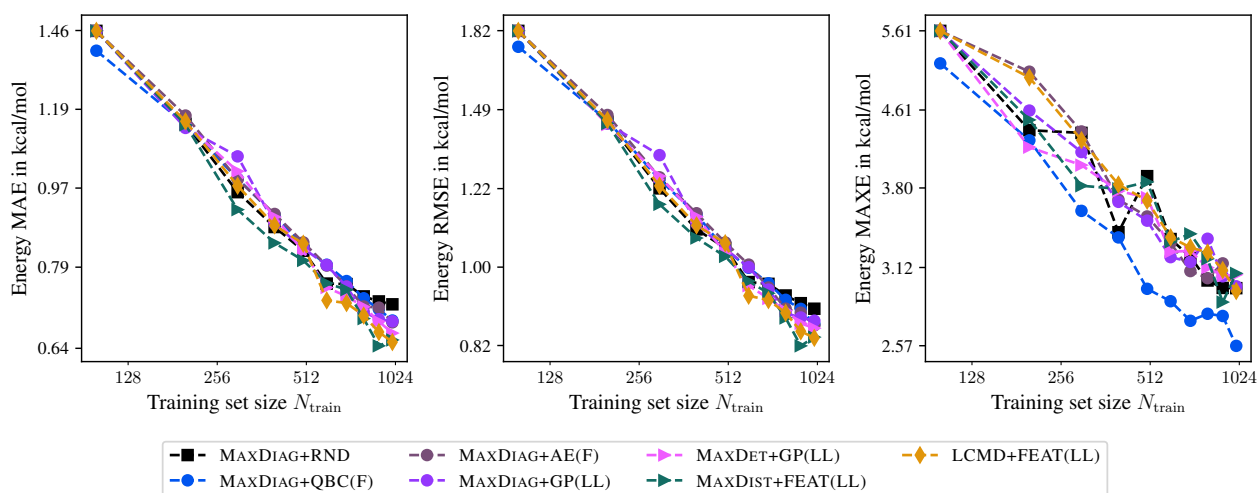 Energy MAE in kcal/mol
1.46
1.19
0.97
0.79
0.64
128 256 512 1024
Training set size N_train
Energy RMSE in kcal/mol
1.82
1.49
1.22
1.00
0.82
128 256 512 1024
Training set size N_train
Energy MAXE in kcal/mol
5.61
4.61
3.80
3.12
2.57
128 256 512 1024
Training set size N_train
MAXDIAG+RND MAXDIAG+AE(F) MAXDET+GP(LL) LCMD+FEAT(LL)
MAXDIAG+QBC(F) MAXDIAG+GP(LL) MAXDIST+FEAT(LL)